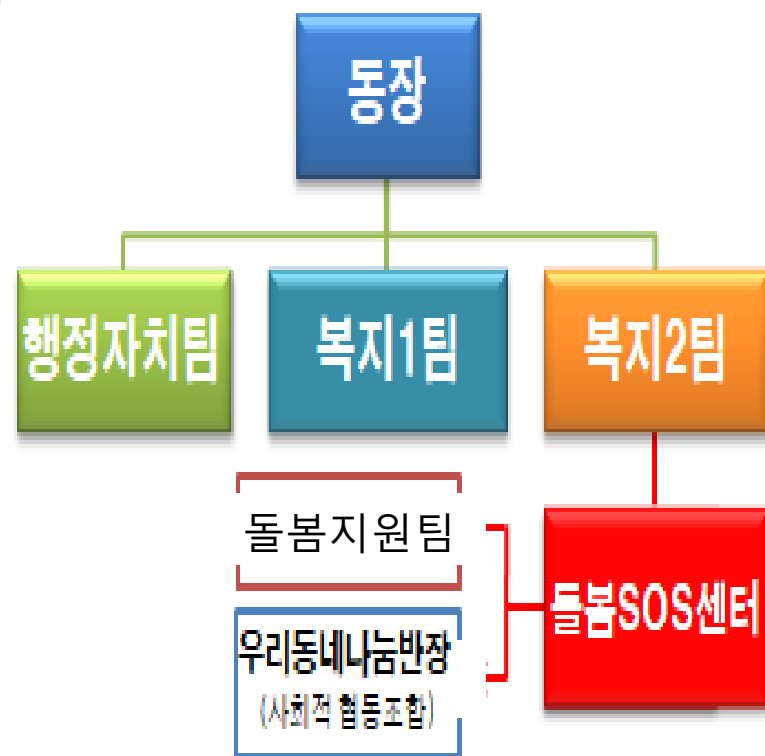 동장
행정자치팀
복지1팀
복지2팀
돌봄지원팀
돌봄SOS센터
우리동네나눔반장
(사회적 협동조합)